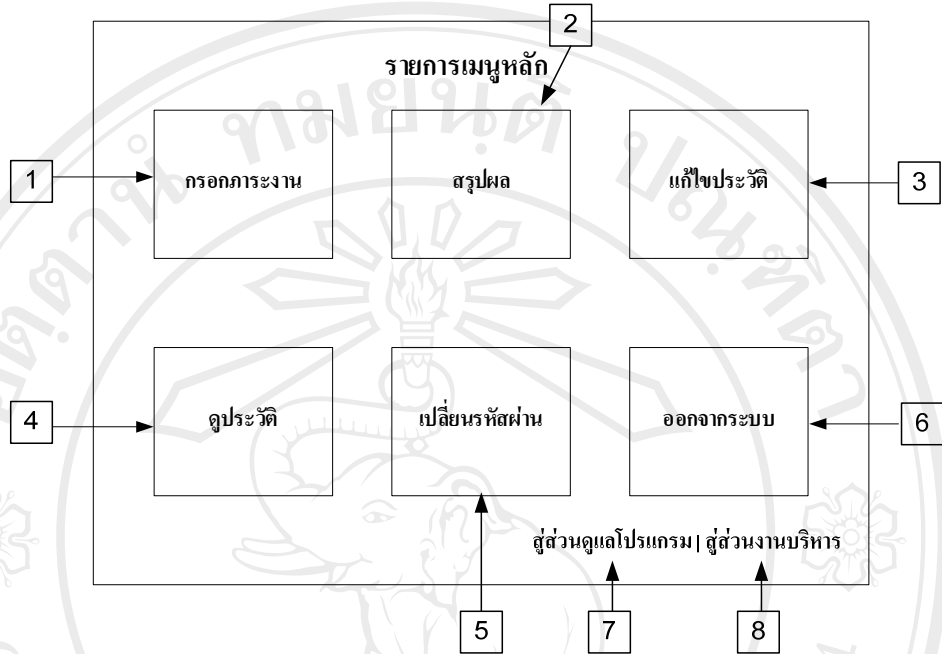 2
รายการเมนูหลัก
1 กรอกภาระงาน สรุปผล แก้ไขประวัติ 3
4 ดูประวัติ เปลี่ยนรหัสผ่าน ออกจากระบบ 6
สู่ส่วนดูแลโปรแกรม | สู่ส่วนงานบริหาร
5 7 8